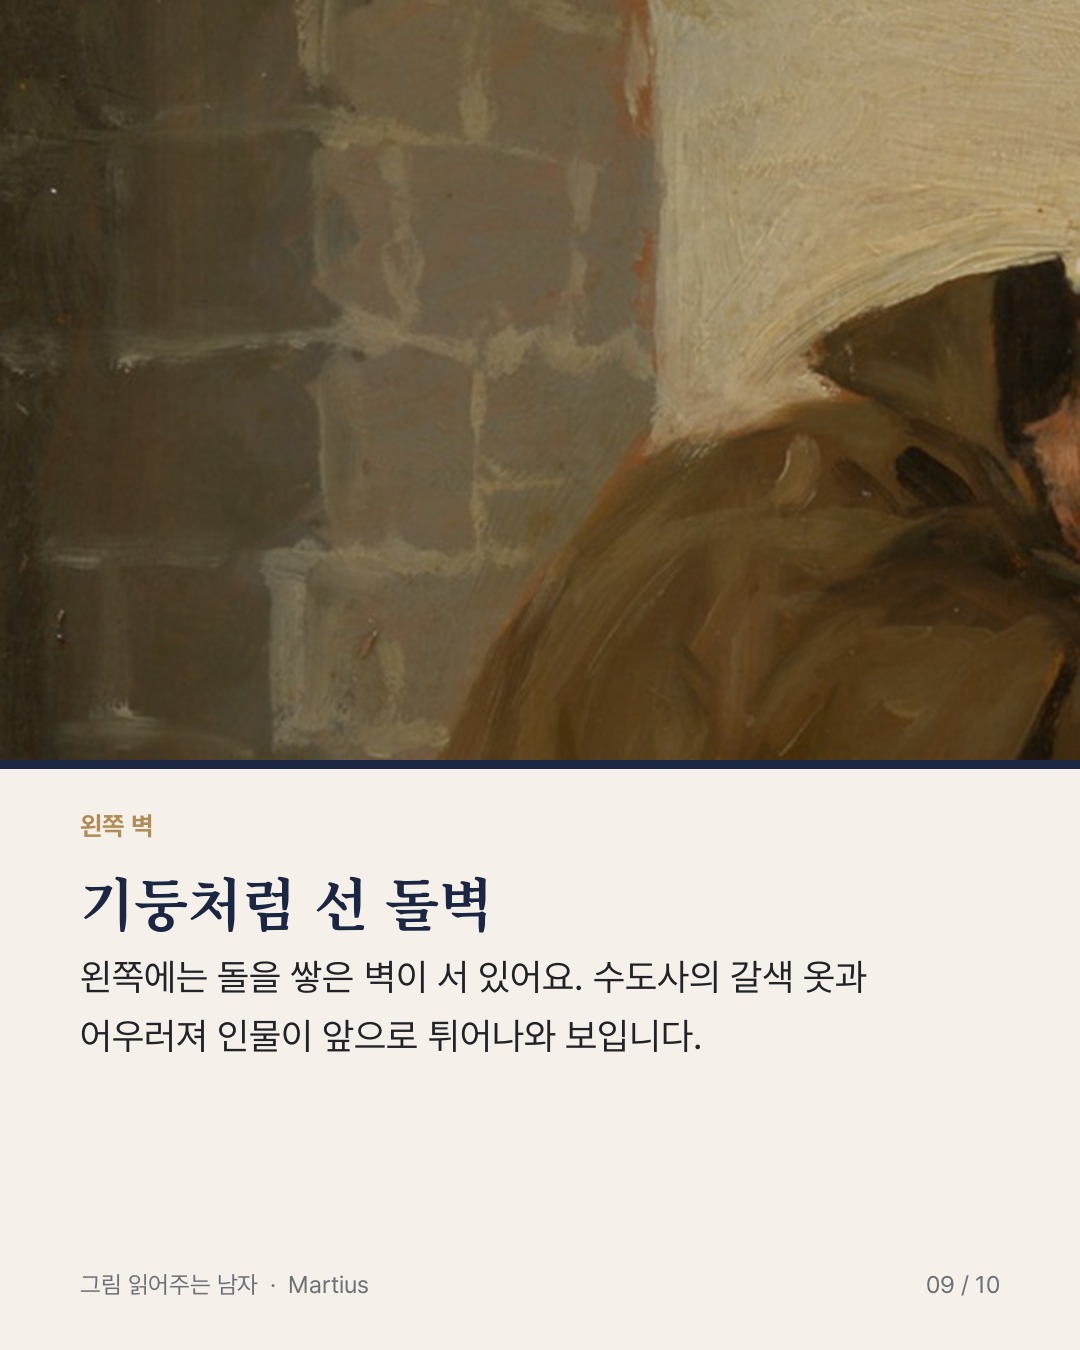 왼쪽 벽
기둥처럼 선 돌벽
왼쪽에는 돌을 쌓은 벽이 서 있어요. 수도사의 갈색 옷과
어우러져 인물이 앞으로 튀어나와 보입니다.
그림 읽어주는 남자 · Martius
09 / 10